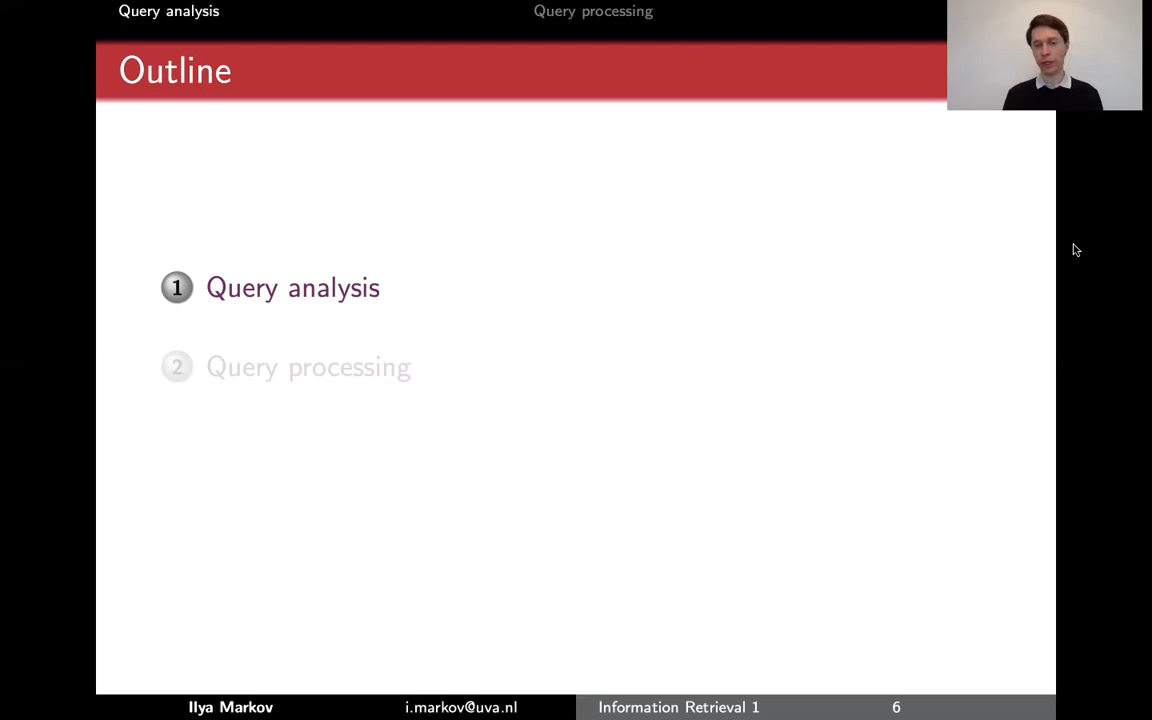 Query analysis Query processing
Outline
1 Query analysis
2 Query processing
Ilya Markov i.markov@uva.nl Information Retrieval 1 6